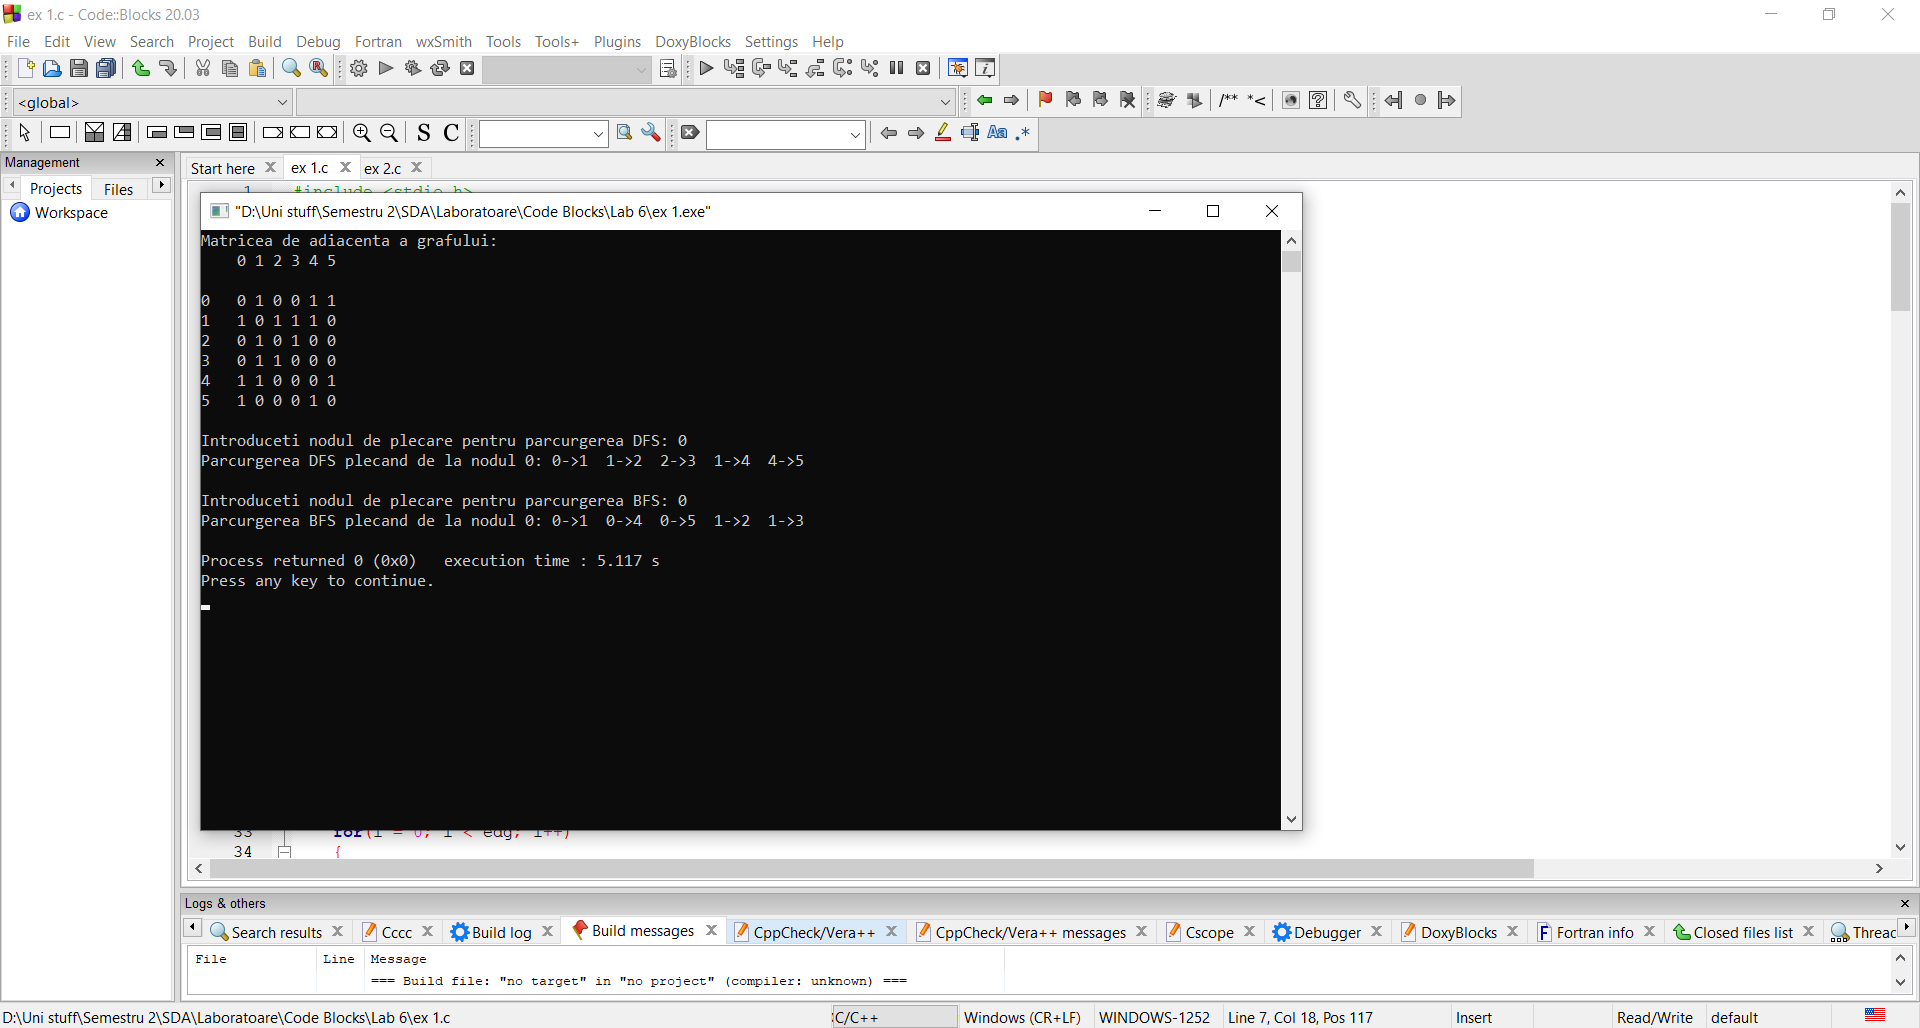 ex 1.c - Code::Blocks 20.03
File Edit View Search Project Build Debug Fortran wxSmith Tools Tools+ Plugins DoxyBlocks Settings Help
<global>
/** *<
S C
Aa .*
Management
Projects Files
Workspace
Start here ex 1.c ex 2.c
1 #include <stdio.h>
"D:\Uni stuff\Semestru 2\SDA\Laboratoare\Code Blocks\Lab 6\ex 1.exe"
Matricea de adiacenta a grafului:
0 1 2 3 4 5
0 0 1 0 0 1 1
1 1 0 1 1 1 0
2 0 1 0 1 0 0
3 0 1 1 0 0 0
4 1 1 0 0 0 1
5 1 0 0 0 1 0
Introduceti nodul de plecare pentru parcurgerea DFS: 0
Parcurgerea DFS plecand de la nodul 0: 0->1 1->2 2->3 1->4 4->5
Introduceti nodul de plecare pentru parcurgerea BFS: 0
Parcurgerea BFS plecand de la nodul 0: 0->1 0->4 0->5 1->2 1->3
Process returned 0 (0x0) execution time : 5.117 s
Press any key to continue.
33 for(i = 0; i < edg; i++)
34 {
Logs & others
Search results Cccc Build log Build messages CppCheck/Vera++ CppCheck/Vera++ messages Cscope Debugger DoxyBlocks Fortran info Closed files list Threac
File Line Message
=== Build file: "no target" in "no project" (compiler: unknown) ===
D:\Uni stuff\Semestru 2\SDA\Laboratoare\Code Blocks\Lab 6\ex 1.c C/C++ Windows (CR+LF) WINDOWS-1252 Line 7, Col 18, Pos 117 Insert Read/Write default